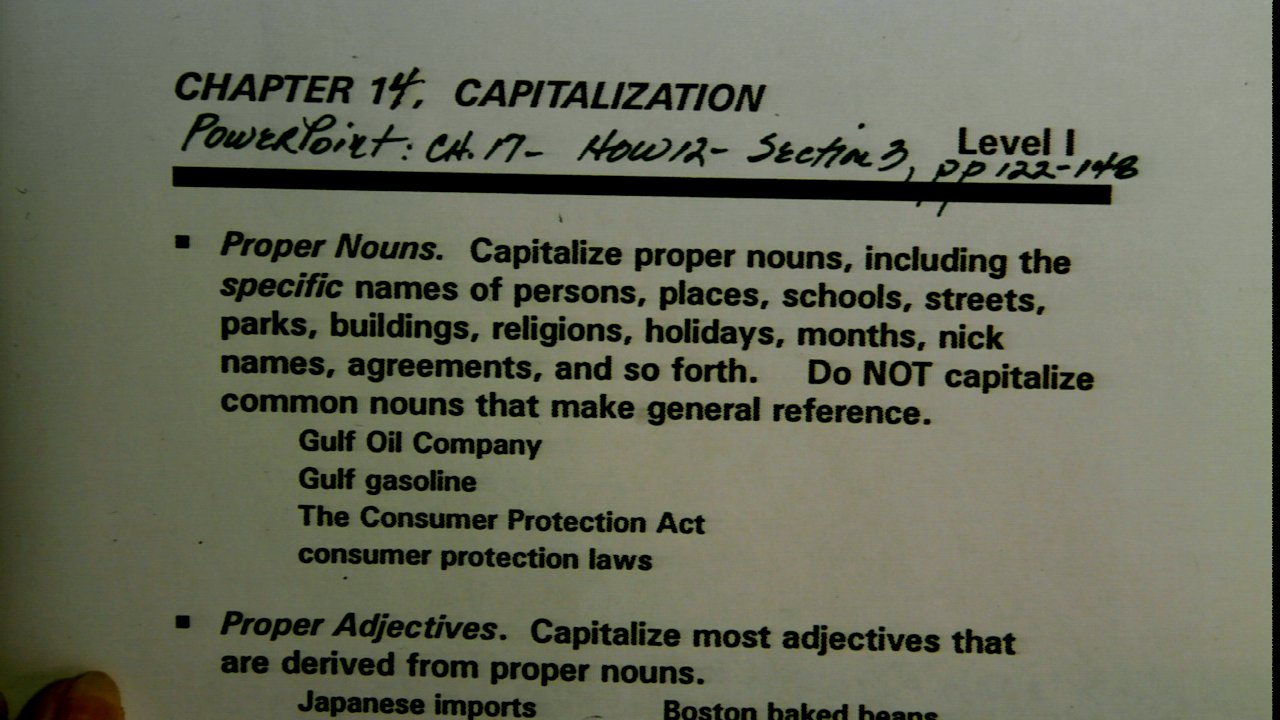 CHAPTER 14, CAPITALIZATION
PowerPoint: CH. 17- HOW12- Section 3, pp 122-148
Level I
▪ Proper Nouns. Capitalize proper nouns, including the
specific names of persons, places, schools, streets,
parks, buildings, religions, holidays, months, nick
names, agreements, and so forth. Do NOT capitalize
common nouns that make general reference.
Gulf Oil Company
Gulf gasoline
The Consumer Protection Act
consumer protection laws
▪ Proper Adjectives. Capitalize most adjectives that
are derived from proper nouns.
Japanese imports Boston baked beans